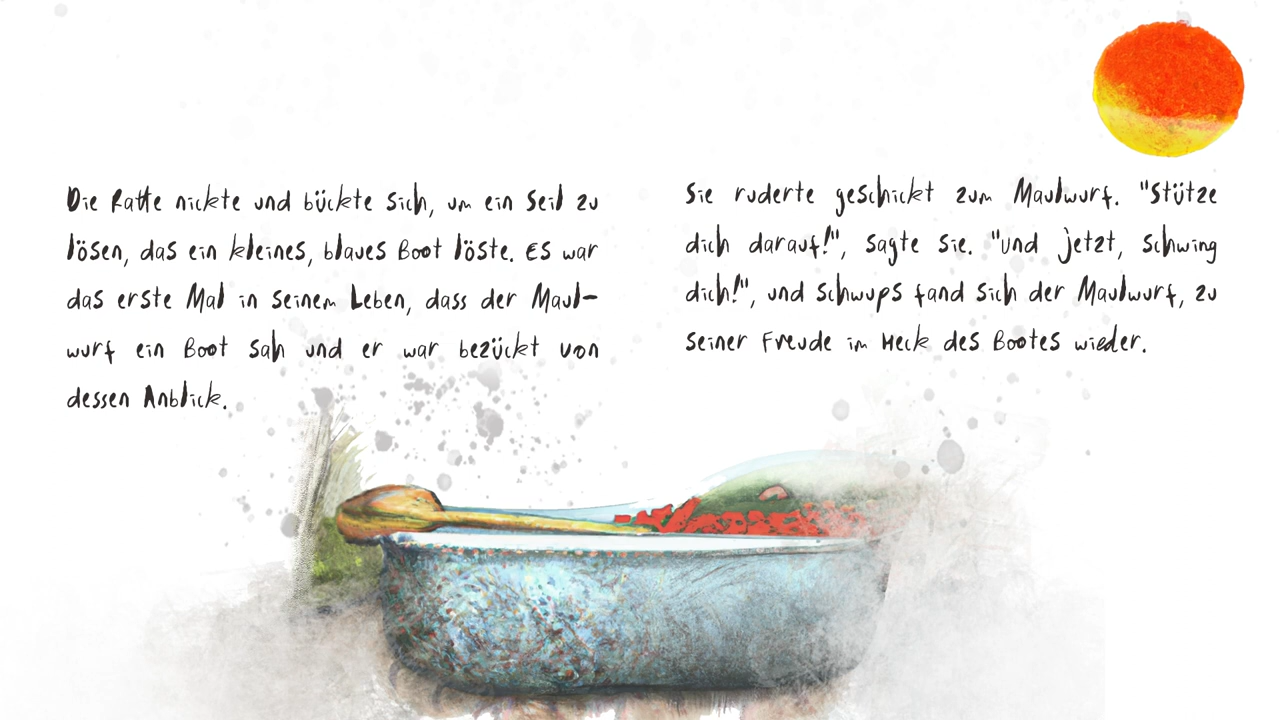 Die Ratte nickte und bückte sich, um ein Seil zu
lösen, das ein kleines, blaues Boot löste. Es war
das erste Mal in seinem Leben, dass der Maul-
wurf ein Boot sah und er war bezückt von
dessen Anblick.
Sie ruderte geschickt zum Maulwurf. "Stütze
dich darauf!", sagte sie. "Und jetzt, schwing
dich!", und schwups fand sich der Maulwurf, zu
seiner Freude im Heck des Bootes wieder.